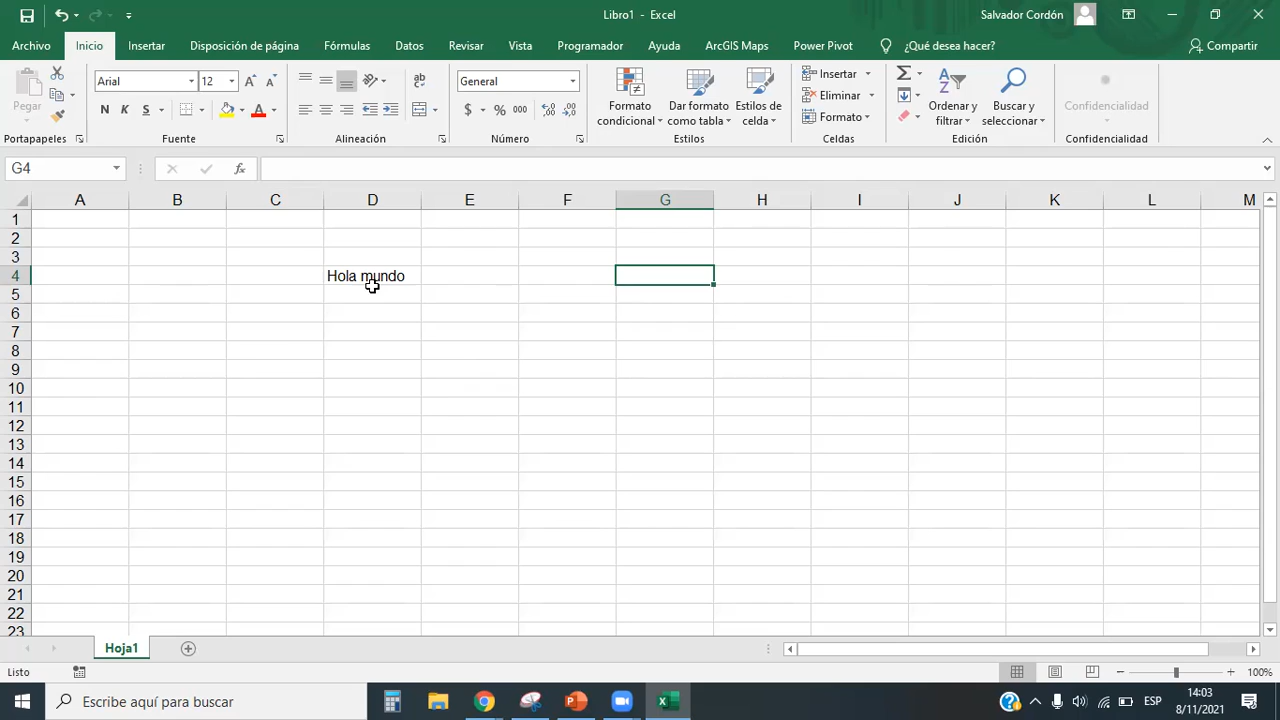 Libro1 - Excel
Salvador Cordón
Archivo Inicio Insertar Disposición de página Fórmulas Datos Revisar Vista Programador Ayuda ArcGIS Maps Power Pivot ¿Qué desea hacer? Compartir
Pegar
Arial 12
N K S
ab
General
$ % 000
Formato condicional
Dar formato como tabla
Estilos de celda
Insertar
Eliminar
Formato
Ordenar y filtrar
Buscar y seleccionar
Confidencialidad
Portapapeles Fuente Alineación Número Estilos Celdas Edición Confidencialidad
G4 fx
A B C D E F G H I J K L M
1
2
3
4 Hola mundo
5
6
7
8
9
10
11
12
13
14
15
16
17
18
19
20
21
22
23
Hoja1
Listo 100%
Escribe aquí para buscar
ESP
14:03
8/11/2021